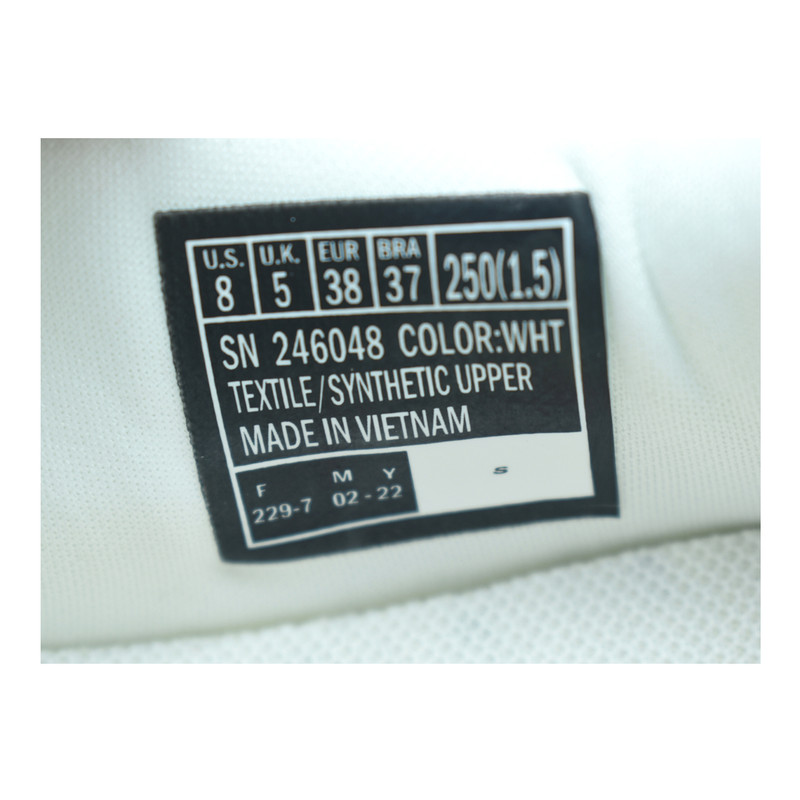 U.S. U.K. EUR BRA
8 5 38 37 250(1.5)
SN 246048 COLOR:WHT
TEXTILE/SYNTHETIC UPPER
MADE IN VIETNAM
F M Y
229-7 02-22
S